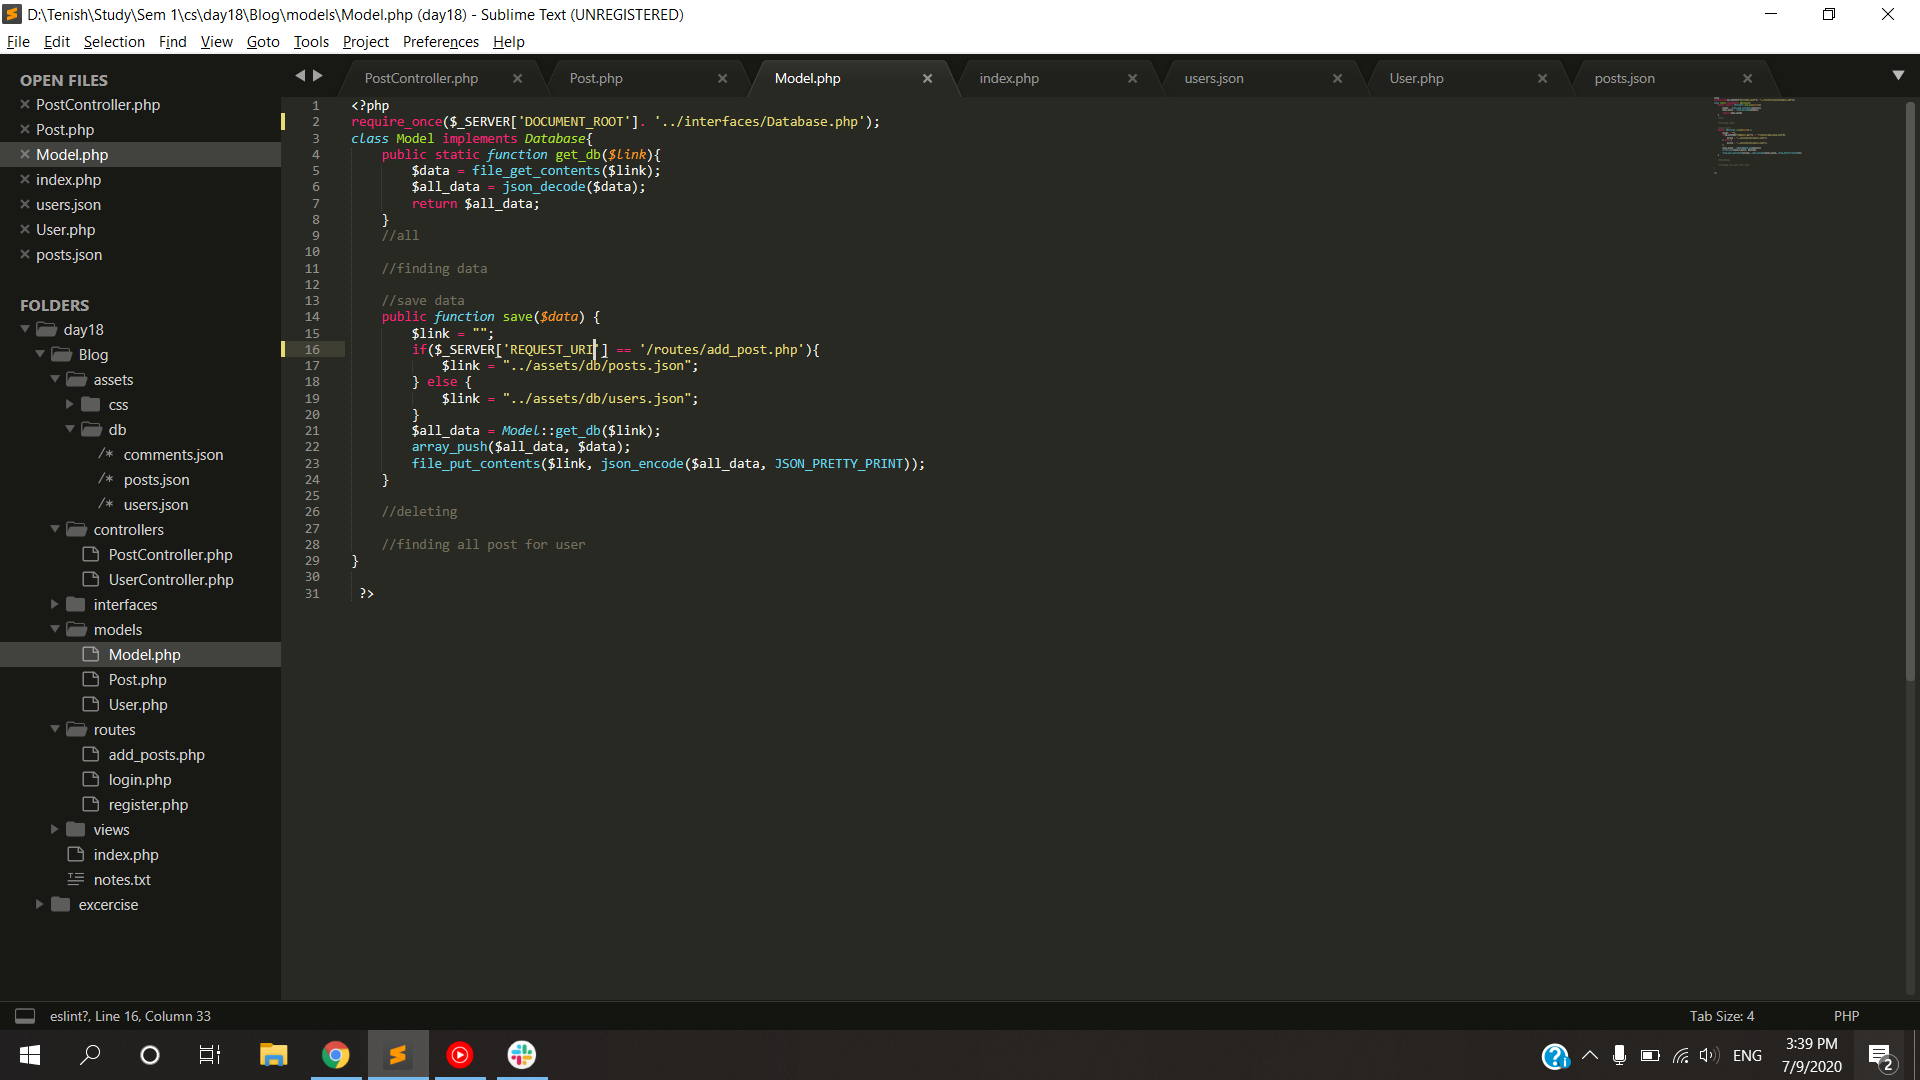 D:\Tenish\Study\Sem 1\cs\day18\Blog\models\Model.php (day18) - Sublime Text (UNREGISTERED)
File Edit Selection Find View Goto Tools Project Preferences Help
OPEN FILES
PostController.php
Post.php
Model.php
index.php
users.json
User.php
posts.json
FOLDERS
day18
Blog
assets
css
db
/* comments.json
/* posts.json
/* users.json
controllers
PostController.php
UserController.php
interfaces
models
Model.php
Post.php
User.php
routes
add_posts.php
login.php
register.php
views
index.php
notes.txt
excercise
PostController.php Post.php Model.php index.php users.json User.php posts.json
1 <?php
2 require_once($_SERVER['DOCUMENT_ROOT']. '../interfaces/Database.php');
3 class Model implements Database{
4     public static function get_db($link){
5         $data = file_get_contents($link);
6         $all_data = json_decode($data);
7         return $all_data;
8     }
9     //all
10
11     //finding data
12
13     //save data
14     public function save($data) {
15         $link = "";
16         if($_SERVER['REQUEST_URI'] == '/routes/add_post.php'){
17             $link = "../assets/db/posts.json";
18         } else {
19             $link = "../assets/db/users.json";
20         }
21         $all_data = Model::get_db($link);
22         array_push($all_data, $data);
23         file_put_contents($link, json_encode($all_data, JSON_PRETTY_PRINT));
24     }
25
26     //deleting
27
28     //finding all post for user
29 }
30
31  ?>
eslint?, Line 16, Column 33 Tab Size: 4 PHP
ENG
3:39 PM
7/9/2020
2